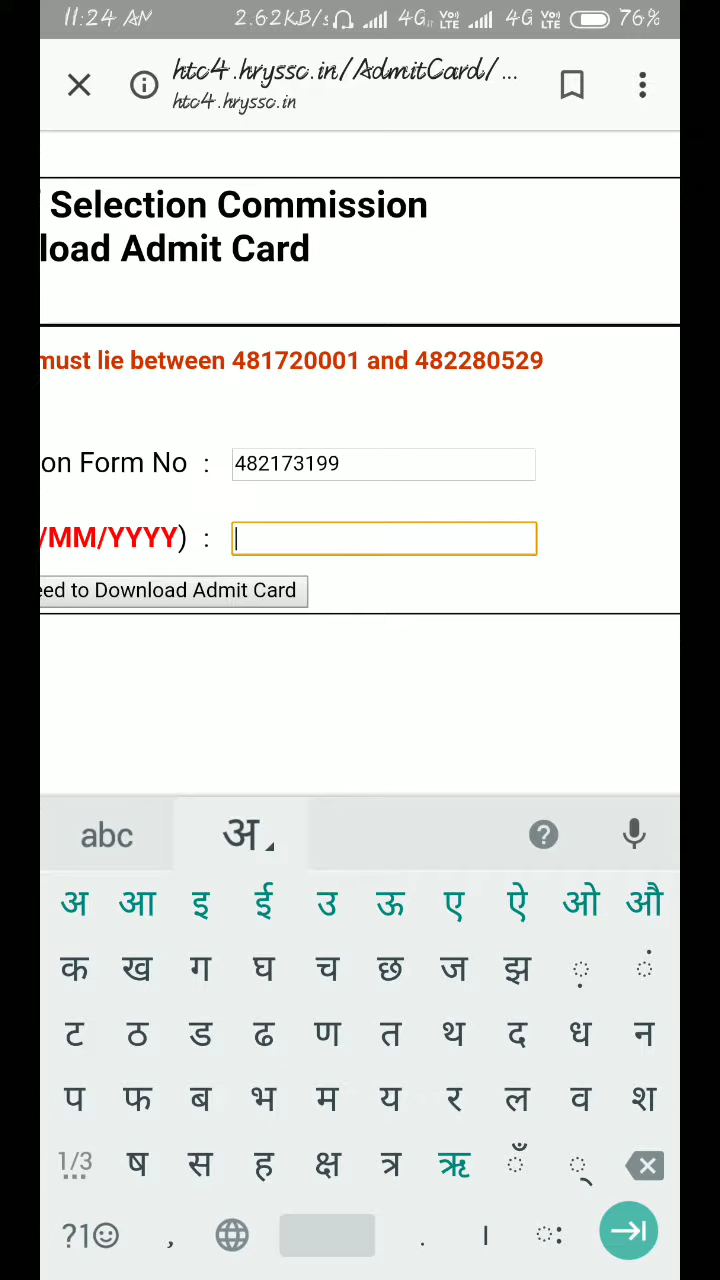 11:24 AM 2.62KB/s 4G VoLTE 4G VoLTE 76%
htc4.hryssc.in/AdmitCard/ ...
htc4.hryssc.in
Selection Commission
load Admit Card
must lie between 481720001 and 482280529
on Form No : 482173199
/MM/YYYY) :
eed to Download Admit Card
abc अ
अ आ इ ई उ ऊ ए ऐ ओ औ
क ख ग घ च छ ज झ ़ ं
ट ठ ड ढ ण त थ द ध न
प फ ब भ म य र ल व श
1/3 ष स ह क्ष त्र ऋ ँ ्
?1☺ , . । ः